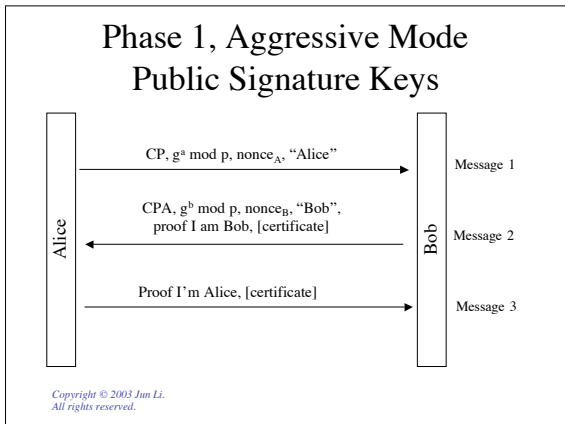 Phase 1, Aggressive Mode
Public Signature Keys
CP, gᵃ mod p, nonce_A, “Alice”
Message 1
CPA, gᵇ mod p, nonce_B, “Bob”,
proof I am Bob, [certificate]
Message 2
Alice
Bob
Proof I’m Alice, [certificate]
Message 3
Copyright © 2003 Jun Li.
All rights reserved.